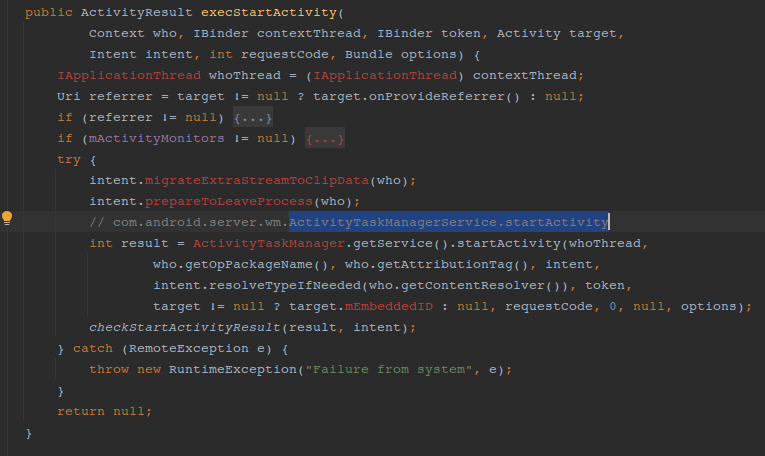 public ActivityResult execStartActivity(
        Context who, IBinder contextThread, IBinder token, Activity target,
        Intent intent, int requestCode, Bundle options) {
    IApplicationThread whoThread = (IApplicationThread) contextThread;
    Uri referrer = target != null ? target.onProvideReferrer() : null;
    if (referrer != null) {...}
    if (mActivityMonitors != null) {...}
    try {
        intent.migrateExtraStreamToClipData(who);
        intent.prepareToLeaveProcess(who);
        // com.android.server.wm.ActivityTaskManagerService.startActivity
        int result = ActivityTaskManager.getService().startActivity(whoThread,
                who.getOpPackageName(), who.getAttributionTag(), intent,
                intent.resolveTypeIfNeeded(who.getContentResolver()), token,
                target != null ? target.mEmbeddedID : null, requestCode, 0, null, options);
        checkStartActivityResult(result, intent);
    } catch (RemoteException e) {
        throw new RuntimeException("Failure from system", e);
    }
    return null;
}